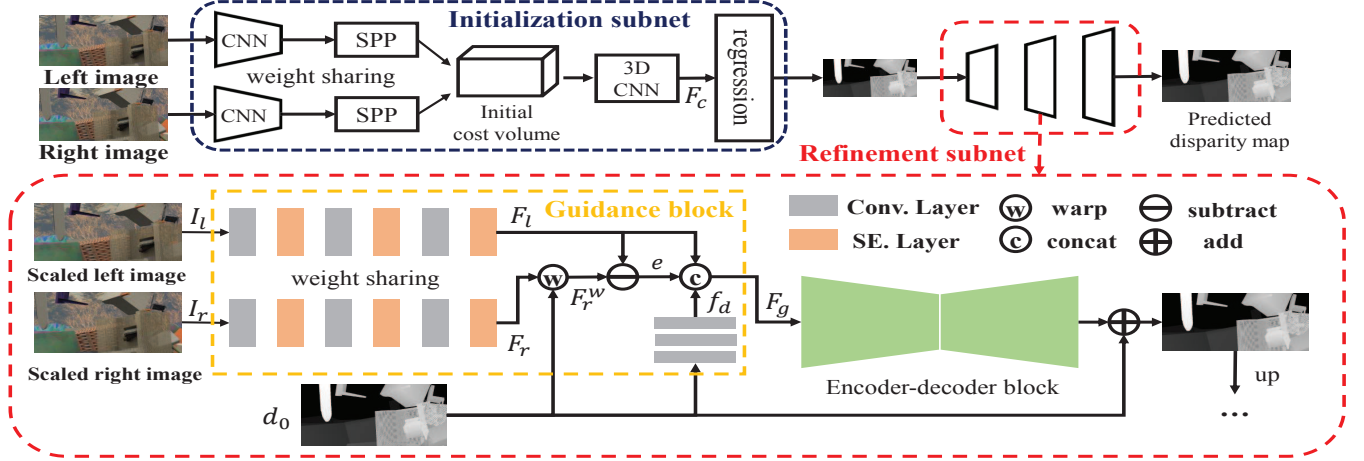 Initialization subnet
CNN
SPP
Left image
weight sharing
3D
CNN
F_c
regression
CNN
SPP
Initial
cost volume
Right image
Predicted
disparity map
Refinement subnet
Guidance block
I_l
F_l
Conv. Layer
w
warp
subtract
SE. Layer
c
concat
add
Scaled left image
weight sharing
w
F_r^w
e
c
F_g
I_r
F_r
f_d
Scaled right image
Encoder-decoder block
up
d_0
...